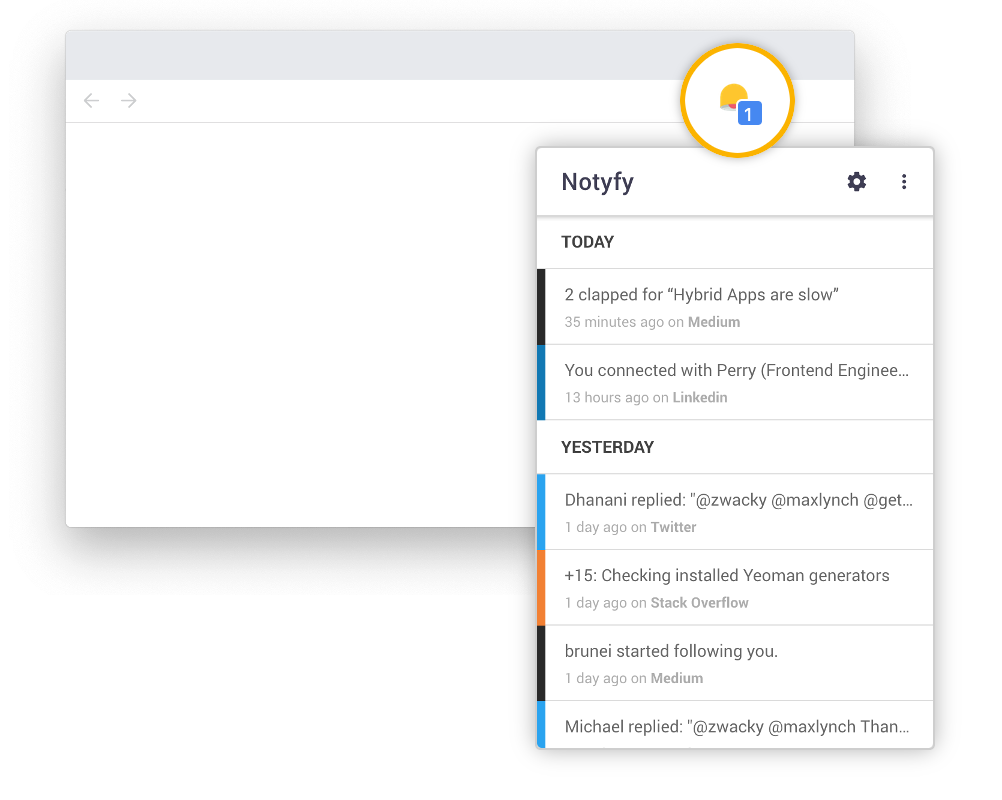 1
Notyfy
TODAY
2 clapped for “Hybrid Apps are slow”
35 minutes ago on Medium
You connected with Perry (Frontend Enginee...
13 hours ago on Linkedin
YESTERDAY
Dhanani replied: "@zwacky @maxlynch @get...
1 day ago on Twitter
+15: Checking installed Yeoman generators
1 day ago on Stack Overflow
brunei started following you.
1 day ago on Medium
Michael replied: "@zwacky @maxlynch Than...